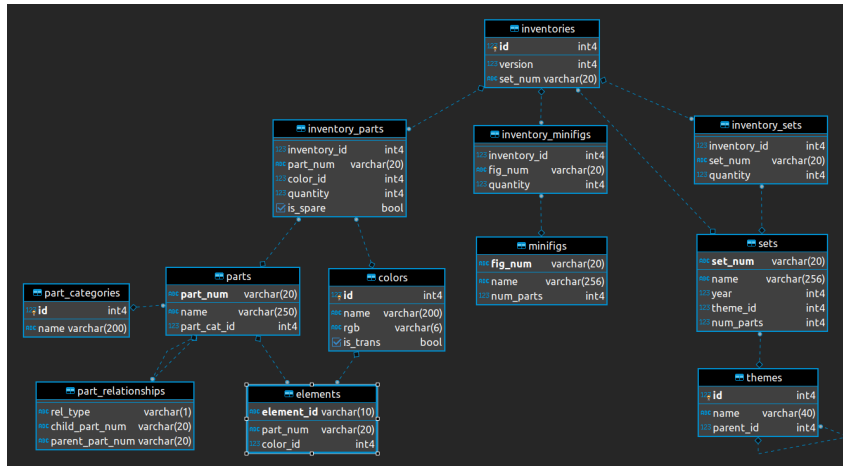 inventories
id int4
version int4
set_num varchar(20)
inventory_parts
inventory_id int4
part_num varchar(20)
color_id int4
quantity int4
is_spare bool
inventory_minifigs
inventory_id int4
fig_num varchar(20)
quantity int4
inventory_sets
inventory_id int4
set_num varchar(20)
quantity int4
minifigs
fig_num varchar(20)
name varchar(256)
num_parts int4
sets
set_num varchar(20)
name varchar(256)
year int4
theme_id int4
num_parts int4
part_categories
id int4
name varchar(200)
parts
part_num varchar(20)
name varchar(250)
part_cat_id int4
colors
id int4
name varchar(200)
rgb varchar(6)
is_trans bool
part_relationships
rel_type varchar(1)
child_part_num varchar(20)
parent_part_num varchar(20)
elements
element_id varchar(10)
part_num varchar(20)
color_id int4
themes
id int4
name varchar(40)
parent_id int4